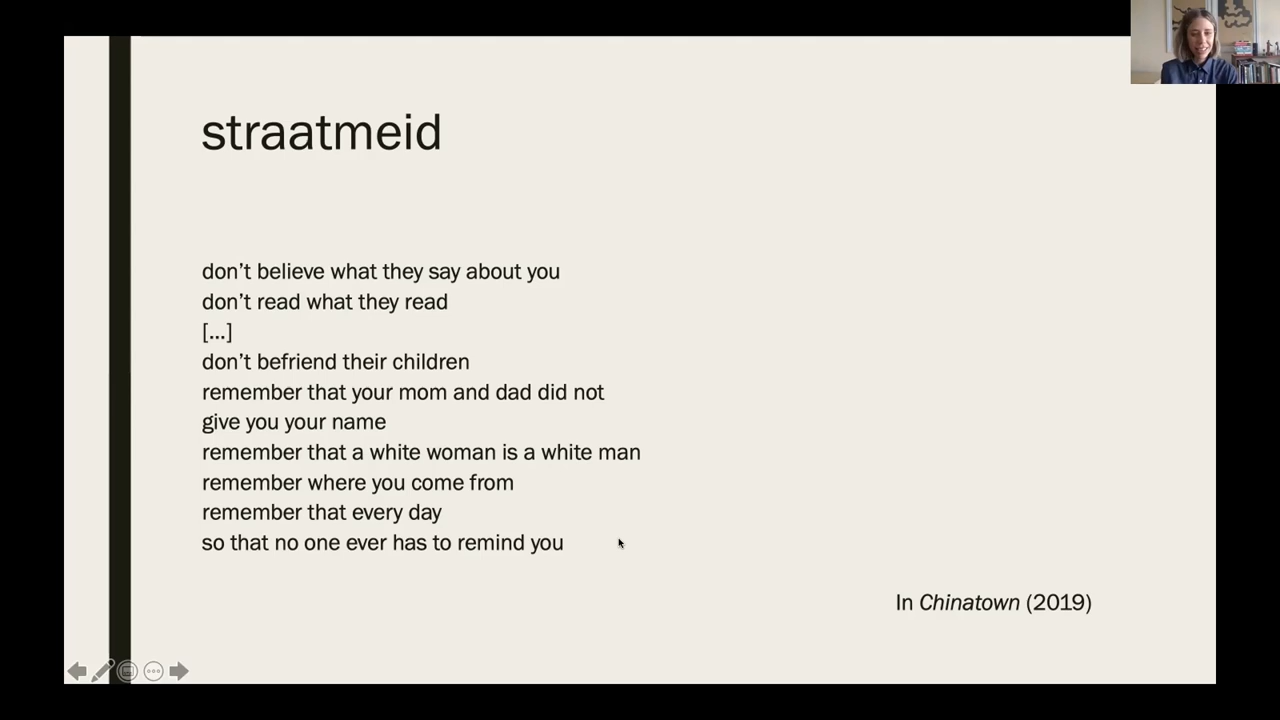 straatmeid
don’t believe what they say about you
don’t read what they read
[…]
don’t befriend their children
remember that your mom and dad did not
give you your name
remember that a white woman is a white man
remember where you come from
remember that every day
so that no one ever has to remind you
In Chinatown (2019)